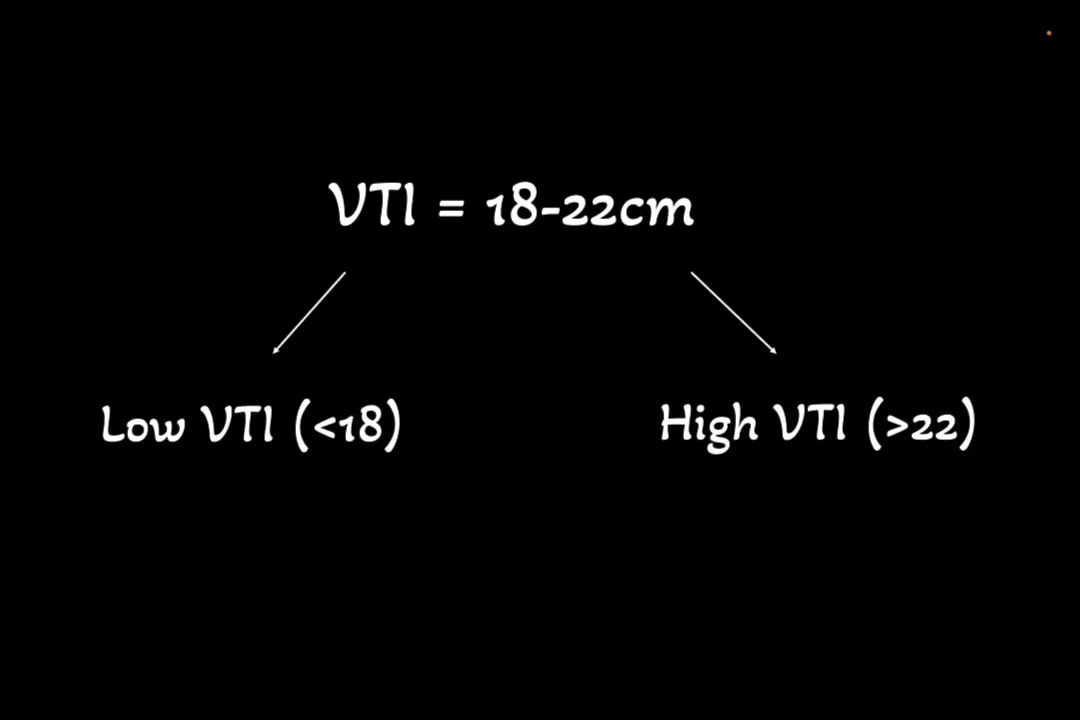 VTI = 18-22cm
Low VTI (<18)
High VTI (>22)